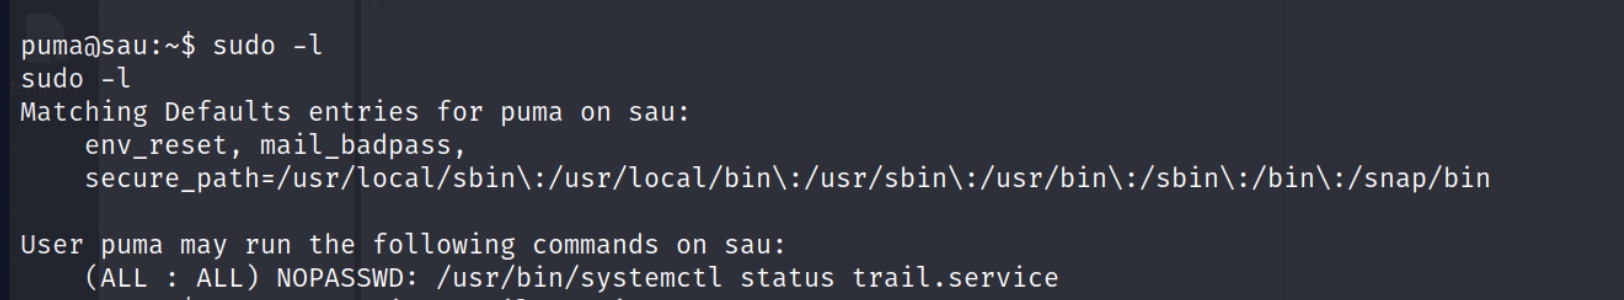 puma@sau:~$ sudo -l
sudo -l
Matching Defaults entries for puma on sau:
    env_reset, mail_badpass,
    secure_path=/usr/local/sbin\:/usr/local/bin\:/usr/sbin\:/usr/bin\:/sbin\:/bin\:/snap/bin

User puma may run the following commands on sau:
    (ALL : ALL) NOPASSWD: /usr/bin/systemctl status trail.service